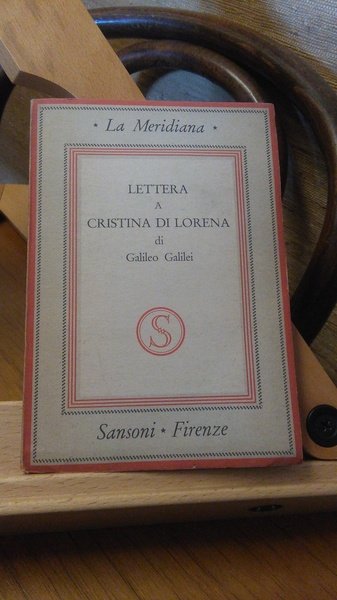 ★ La Meridiana ★
LETTERA
A
CRISTINA DI LORENA
di
Galileo Galilei
S
Sansoni ★ Firenze